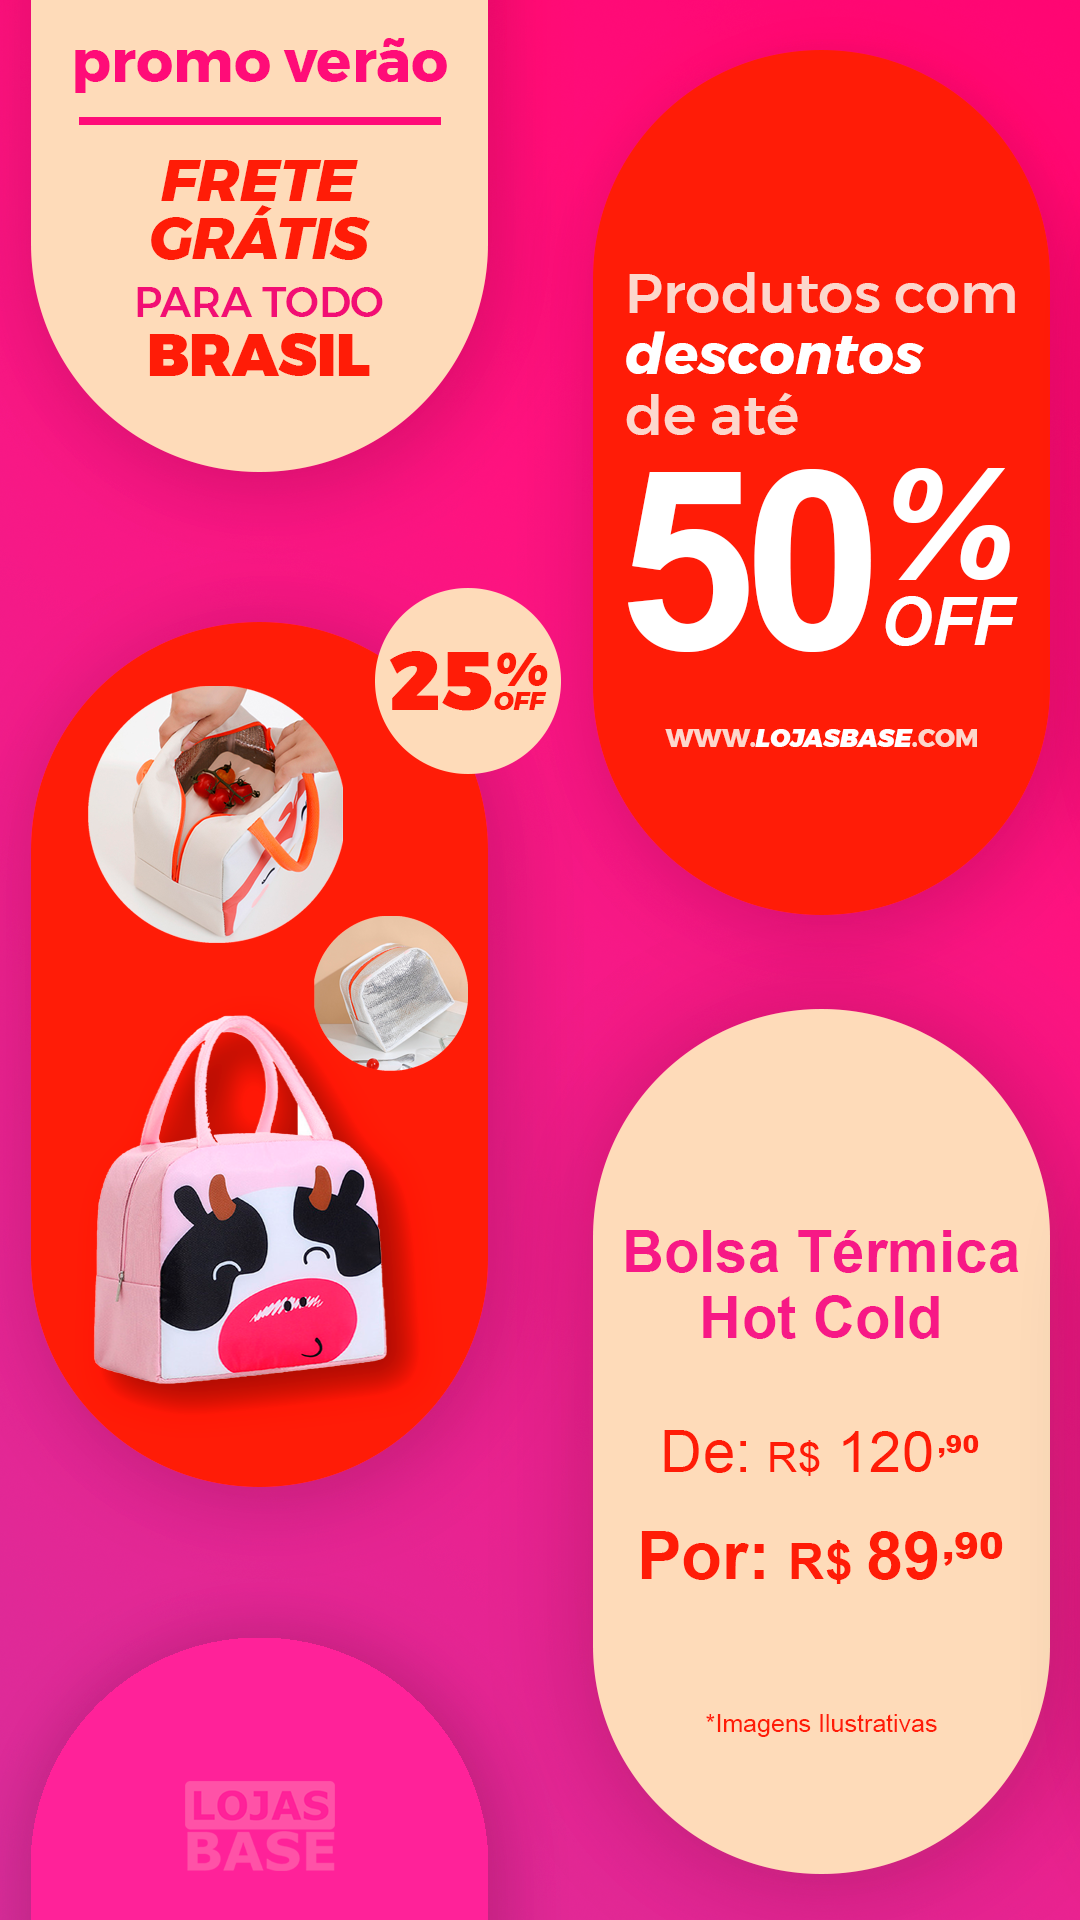 promo verão
FRETE
GRÁTIS
PARA TODO
BRASIL
Produtos com
descontos
de até
50%
OFF
WWW.LOJASBASE.COM
25%
OFF
Bolsa Térmica
Hot Cold
De: R$ 120,90
Por: R$ 89,90
*Imagens Ilustrativas
LOJAS
BASE